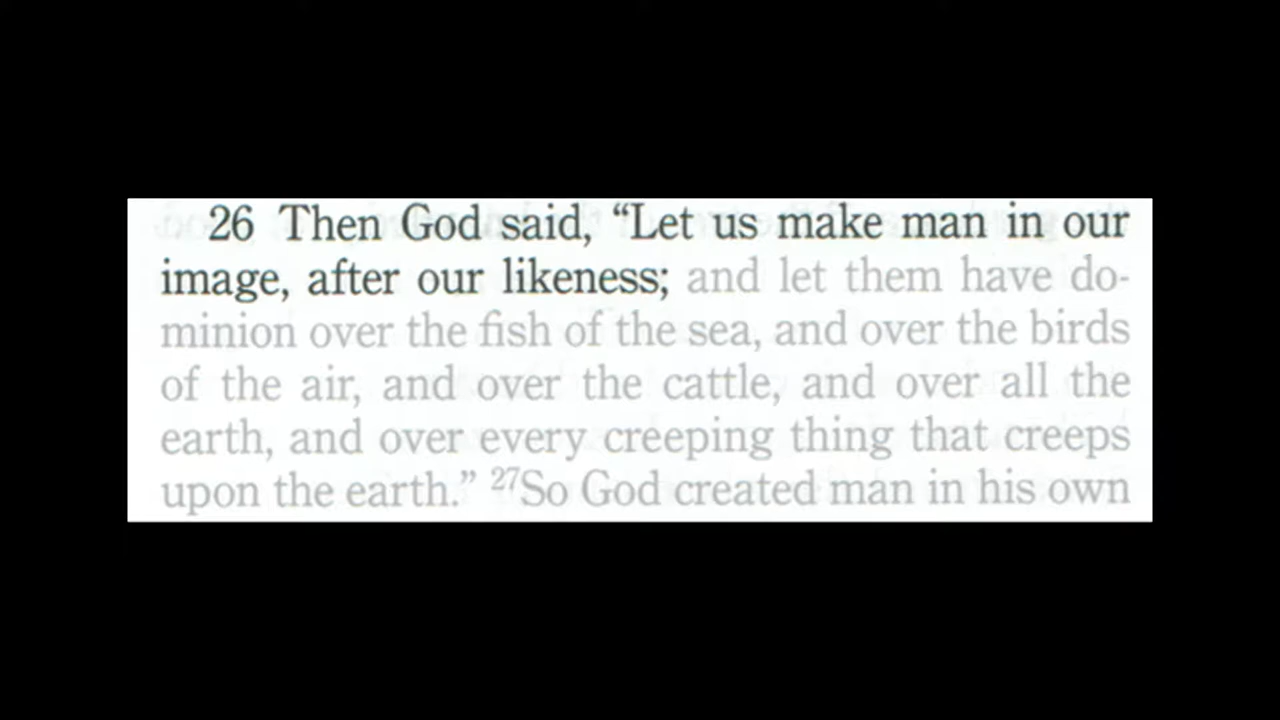 26 Then God said, “Let us make man in our
image, after our likeness; and let them have do-
minion over the fish of the sea, and over the birds
of the air, and over the cattle, and over all the
earth, and over every creeping thing that creeps
upon the earth.” 27So God created man in his own